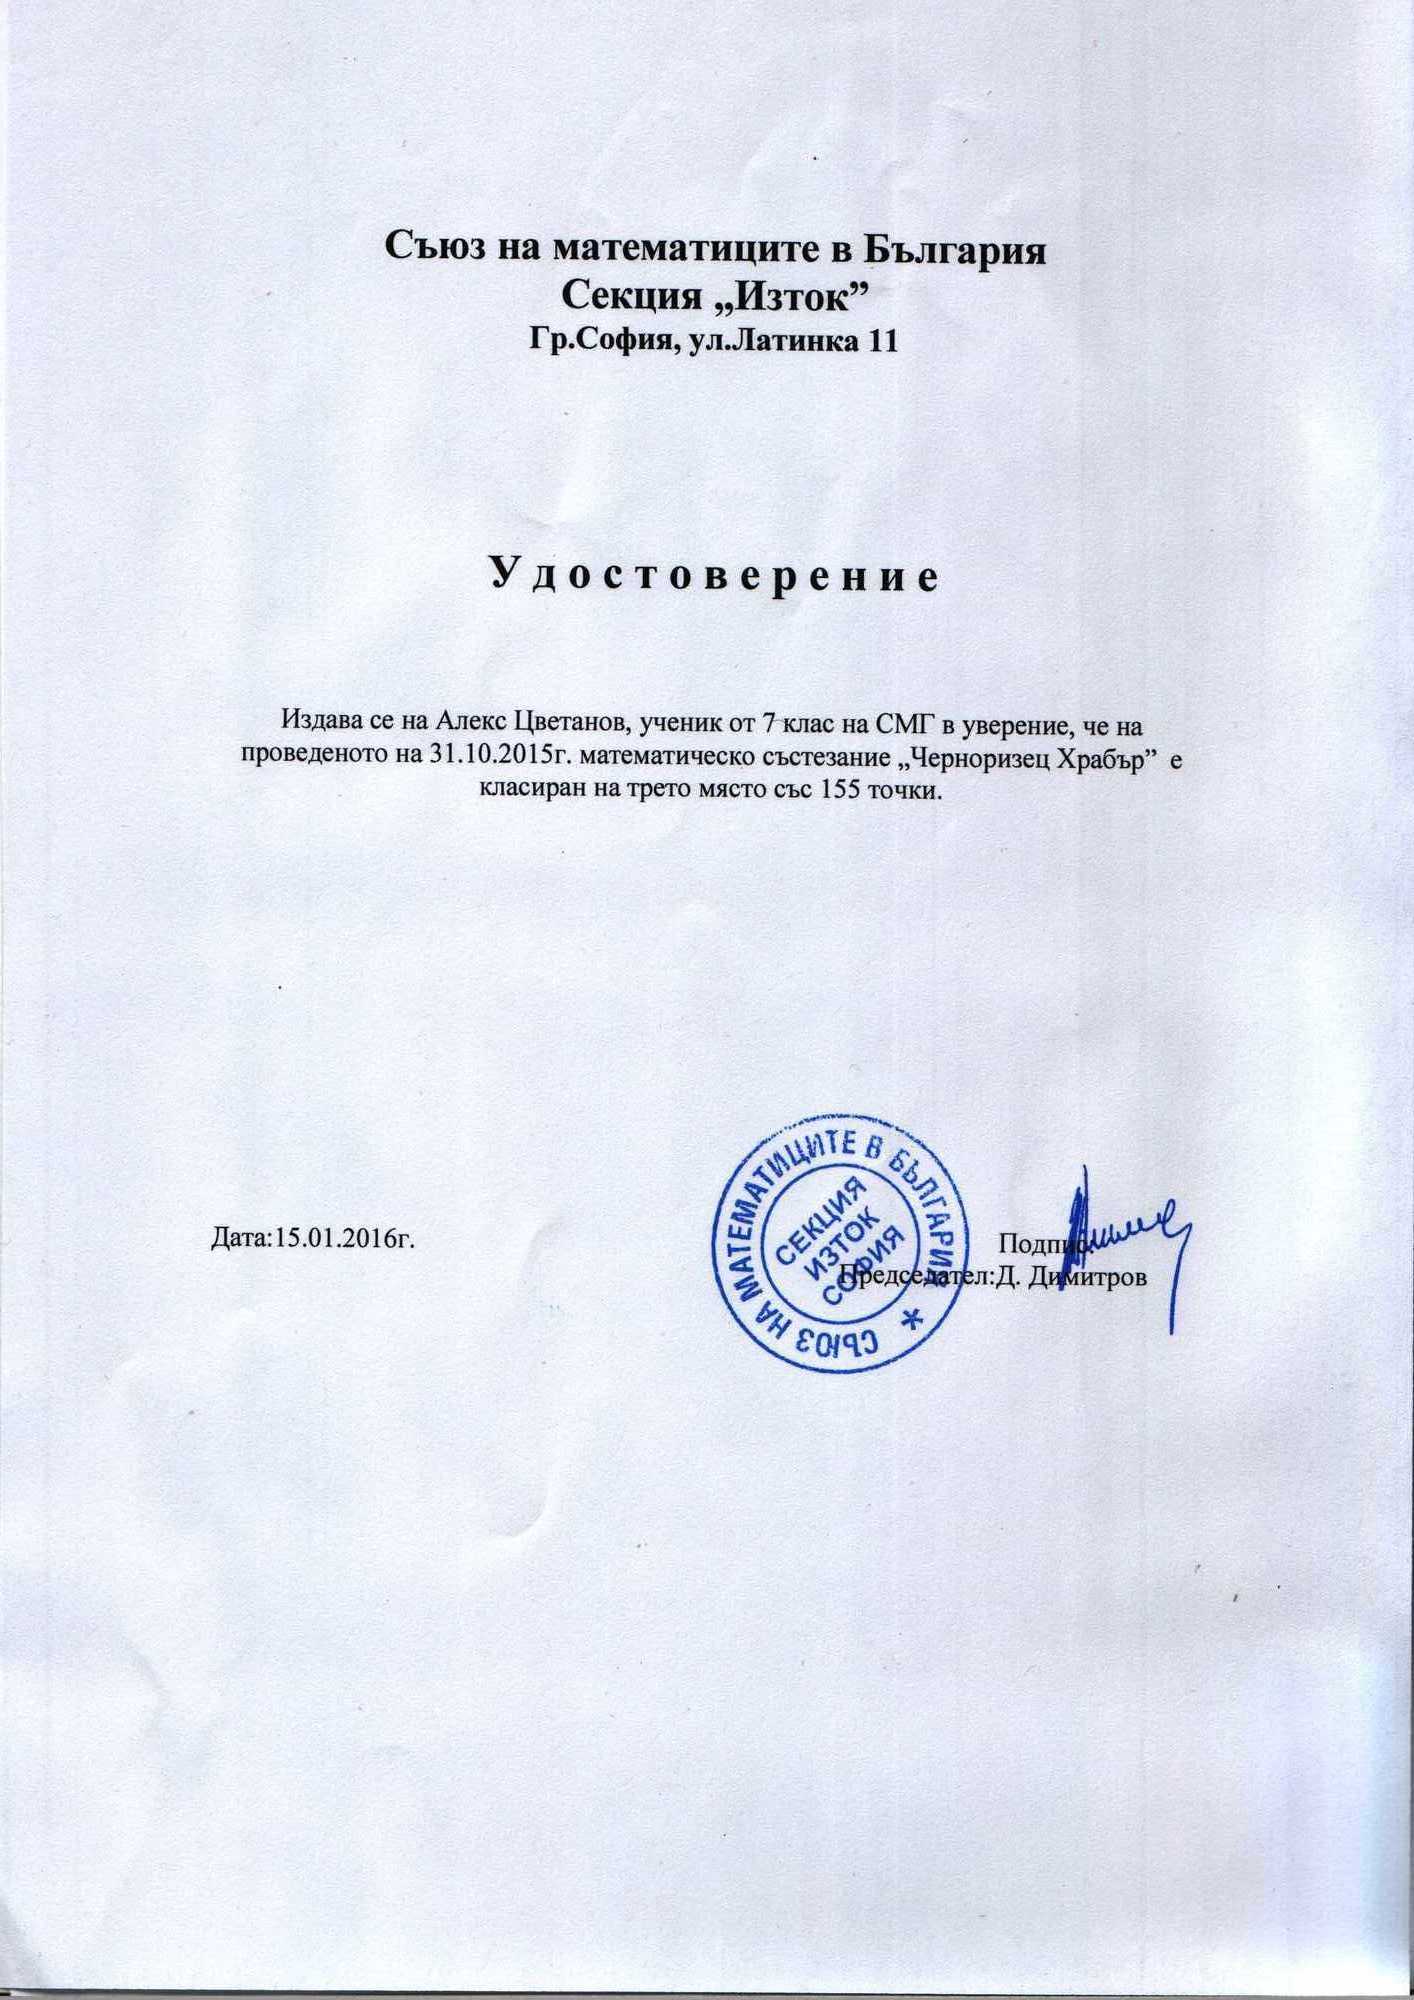 Съюз на математиците в България
Секция „Изток”
Гр.София, ул.Латинка 11
Удостоверение
Издава се на Алекс Цветанов, ученик от 7 клас на СМГ в уверение, че на
проведеното на 31.10.2015г. математическо състезание „Черноризец Храбър” е
класиран на трето място със 155 точки.
СЪЮЗ НА МАТЕМАТИЦИТЕ В БЪЛГАРИЯ *
СЕКЦИЯ
ИЗТОК
СОФИЯ
Дата:15.01.2016г.
Подпис:
Председател:Д. Димитров